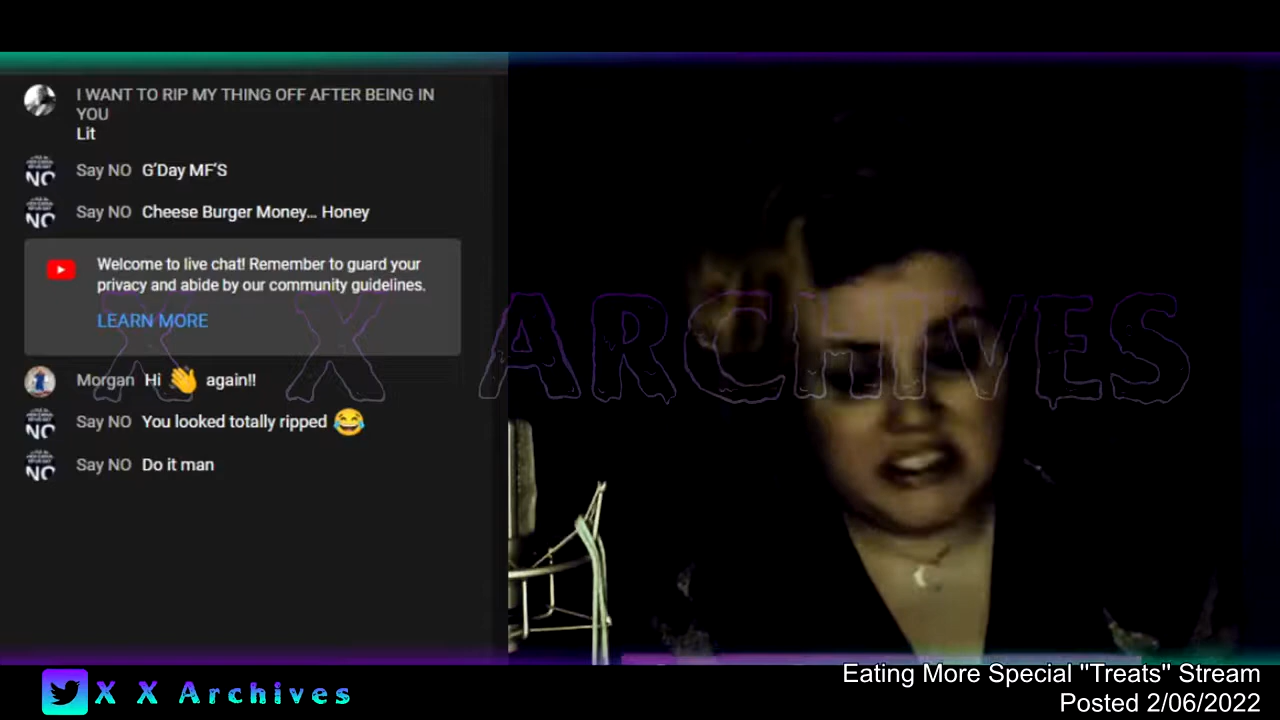 I WANT TO RIP MY THING OFF AFTER BEING IN
YOU
Lit
Say NO G'Day MF'S
Say NO Cheese Burger Money... Honey
Welcome to live chat! Remember to guard your
privacy and abide by our community guidelines.
LEARN MORE
X X ARCHIVES
Morgan Hi 👋 again!!
Say NO You looked totally ripped 😂
Say NO Do it man
X X Archives
Eating More Special "Treats" Stream
Posted 2/06/2022